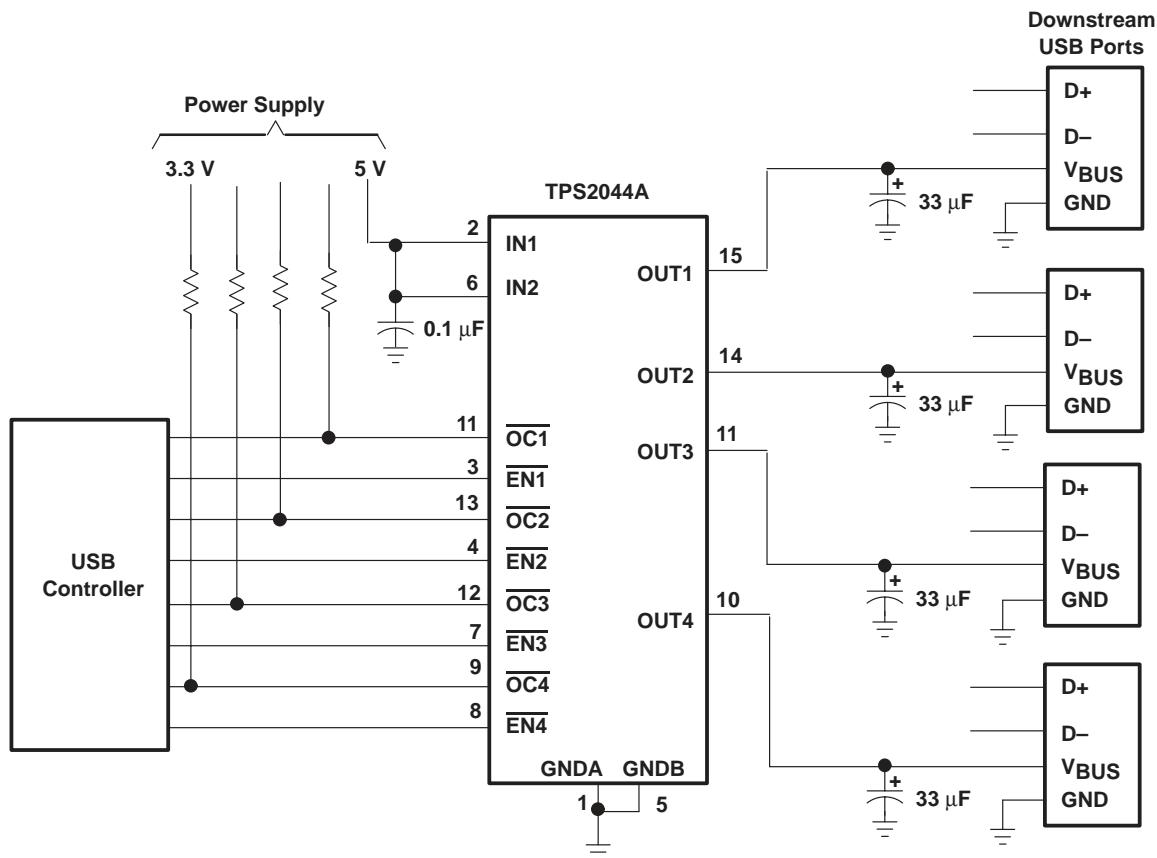 Downstream
USB Ports
D+
D–
VBUS
GND
Power Supply
3.3 V
5 V
TPS2044A
2
IN1
6
IN2
0.1 μF
OUT1
15
+
33 μF
D+
D–
VBUS
GND
OUT2
14
+
33 μF
USB
Controller
11
OC1
3
EN1
13
OC2
4
EN2
12
OC3
7
EN3
9
OC4
8
EN4
OUT3
11
+
33 μF
D+
D–
VBUS
GND
OUT4
10
+
33 μF
D+
D–
VBUS
GND
GNDA
GNDB
1
5